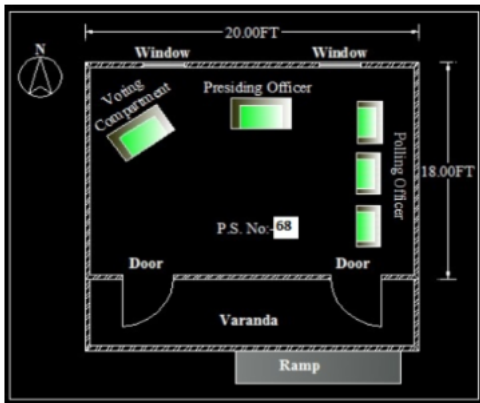 20.00FT
N
Window
Window
Voting
Compartment
Presiding Officer
Polling Officer
18.00FT
P.S. No:-68
Door
Door
Varanda
Ramp